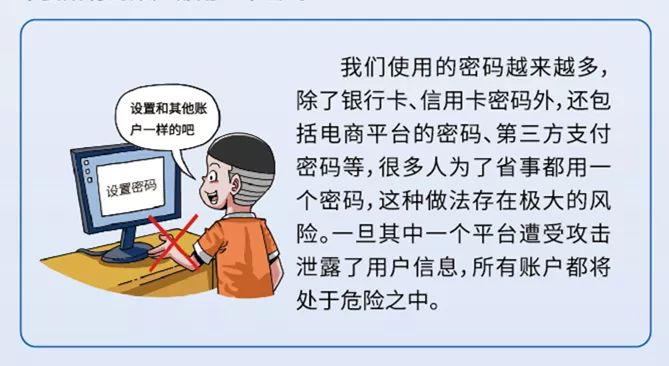 设置和其他账
户一样的吧
设置密码
我们使用的密码越来越多，
除了银行卡、信用卡密码外，还包
括电商平台的密码、第三方支付
密码等，很多人为了省事都用一
个密码，这种做法存在极大的风
险。一旦其中一个平台遭受攻击
泄露了用户信息，所有账户都将
处于危险之中。